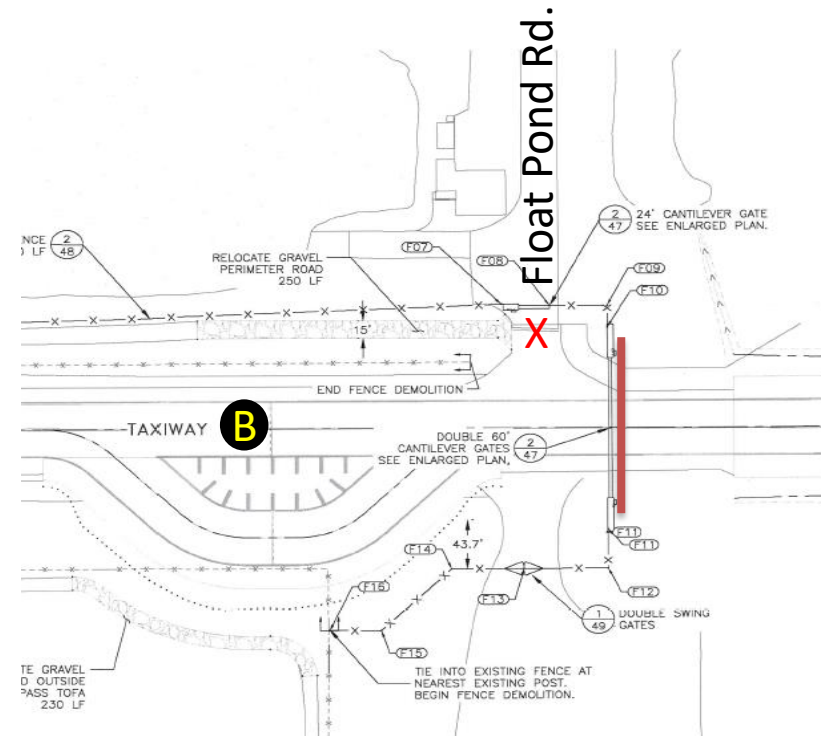 Float Pond Rd.
2
47
24' CANTILEVER GATE
SEE ENLARGED PLAN.
NCE
LF
2
48
RELOCATE GRAVEL
PERIMETER ROAD
250 LF
F07
F08
F09
F10
15'
X
END FENCE DEMOLITION
TAXIWAY B
DOUBLE 60'
CANTILEVER GATES
SEE ENLARGED PLAN,
2
47
F11
F11
F14
43.7'
F12
F13
F16
1
49
DOUBLE SWING
GATES
F15
TE GRAVEL
D OUTSIDE
PASS TOFA
230 LF
TIE INTO EXISTING FENCE AT
NEAREST EXISTING POST.
BEGIN FENCE DEMOLITION.